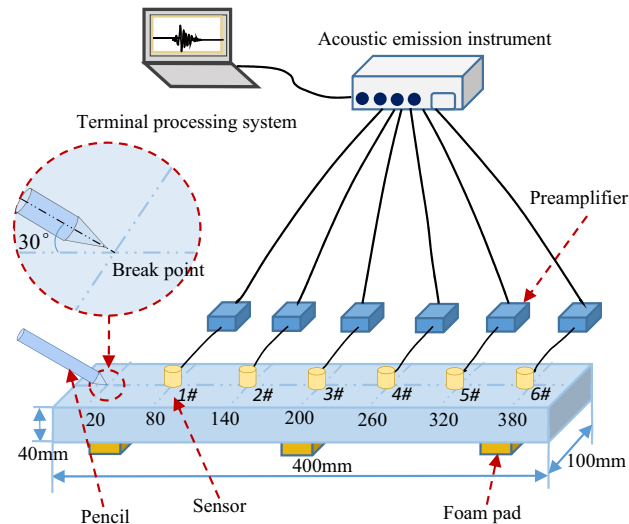 Acoustic emission instrument
Terminal processing system
Preamplifier
30°
Break point
1# 2# 3# 4# 5# 6#
20 80 140 200 260 320 380
40mm
400mm
100mm
Pencil
Sensor
Foam pad